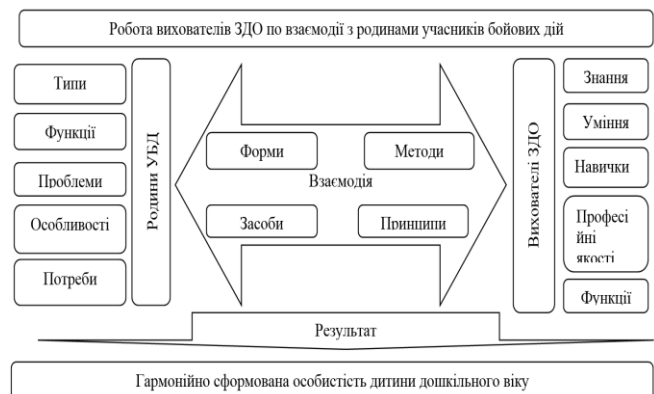 Робота вихователів ЗДО по взаємодії з родинами учасників бойових дій
Типи
Функції
Проблеми
Особливості
Потреби
Родини УБД
Форми
Методи
Взаємодія
Засоби
Принципи
Вихователі ЗДО
Знання
Уміння
Навички
Професі
йні
якості
Функції
Результат
Гармонійно сформована особистість дитини дошкільного віку